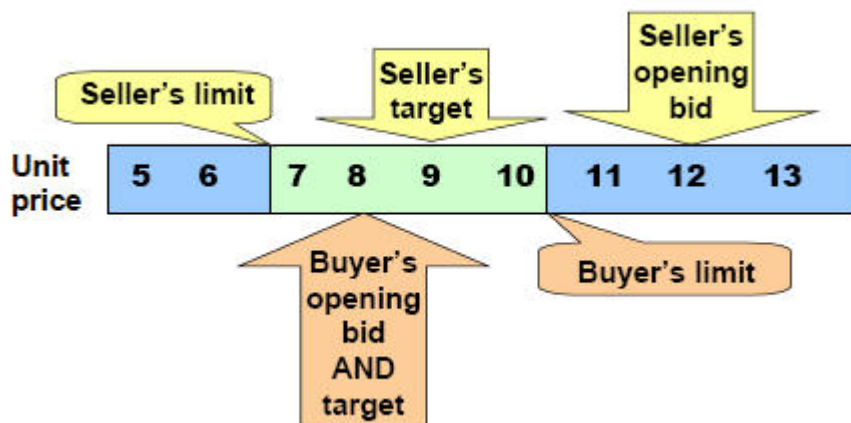 Seller's limit
Seller's
target
Seller's
opening
bid
Unit
price
5 6 7 8 9 10 11 12 13
Buyer's
opening
bid
AND
target
Buyer's limit